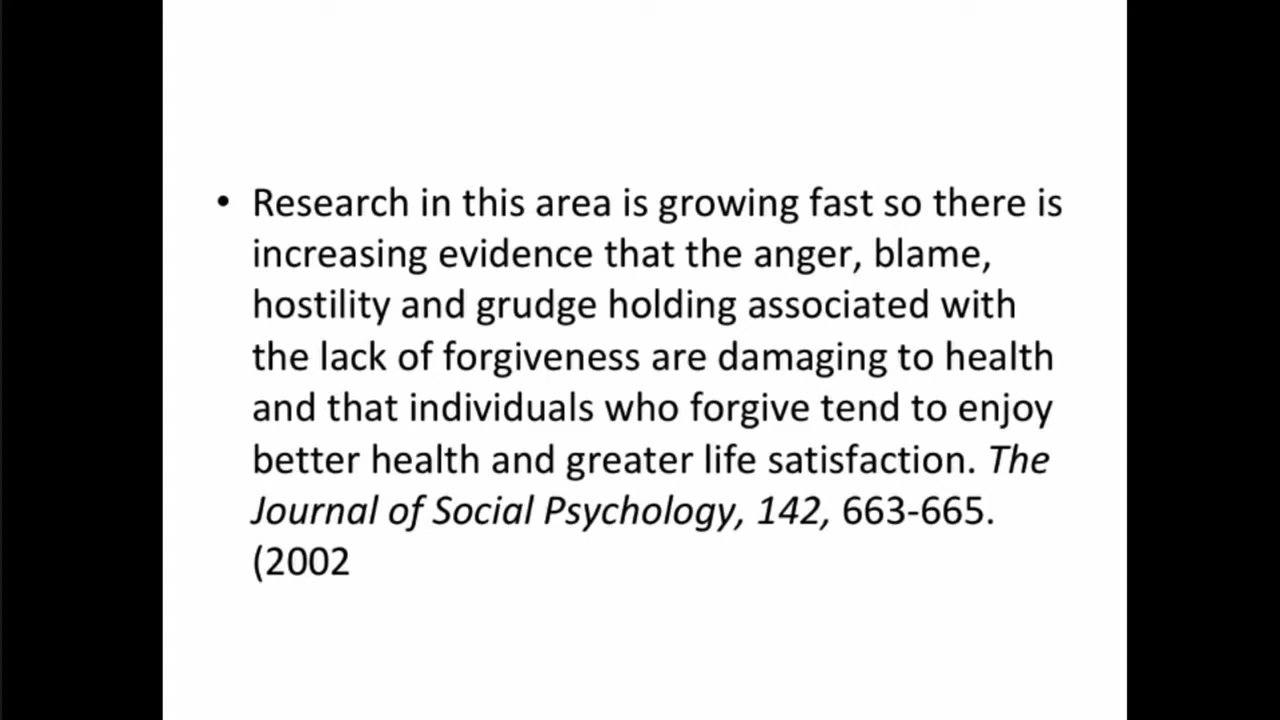 • Research in this area is growing fast so there is
increasing evidence that the anger, blame,
hostility and grudge holding associated with
the lack of forgiveness are damaging to health
and that individuals who forgive tend to enjoy
better health and greater life satisfaction. The
Journal of Social Psychology, 142, 663-665.
(2002